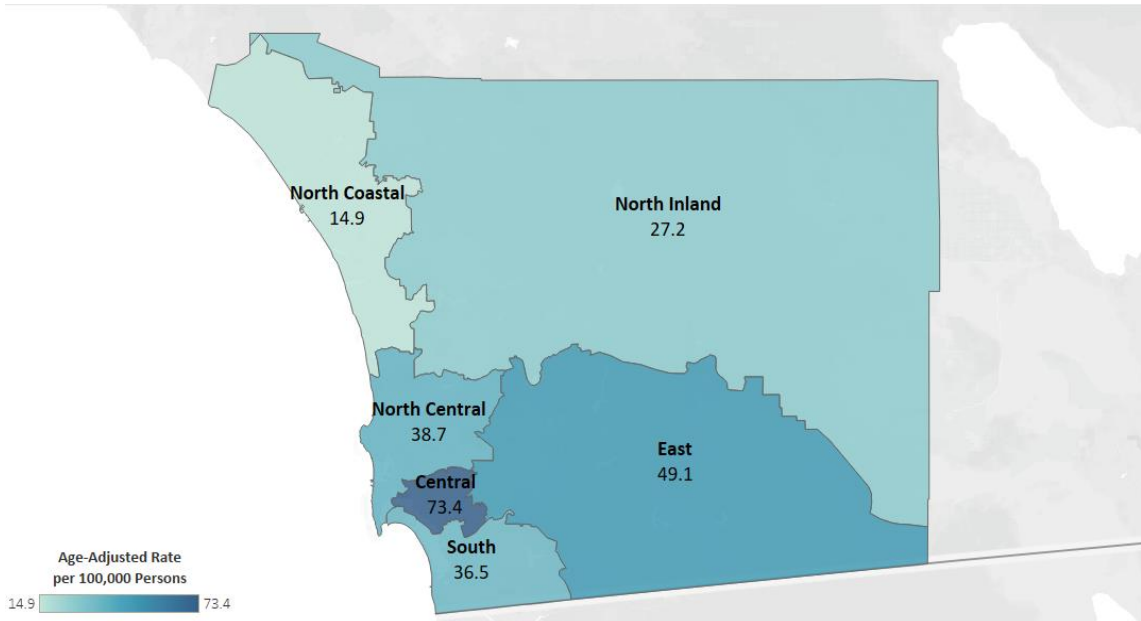 North Coastal
14.9
North Inland
27.2
North Central
38.7
East
49.1
Central
73.4
South
36.5
Age-Adjusted Rate
per 100,000 Persons
14.9 73.4